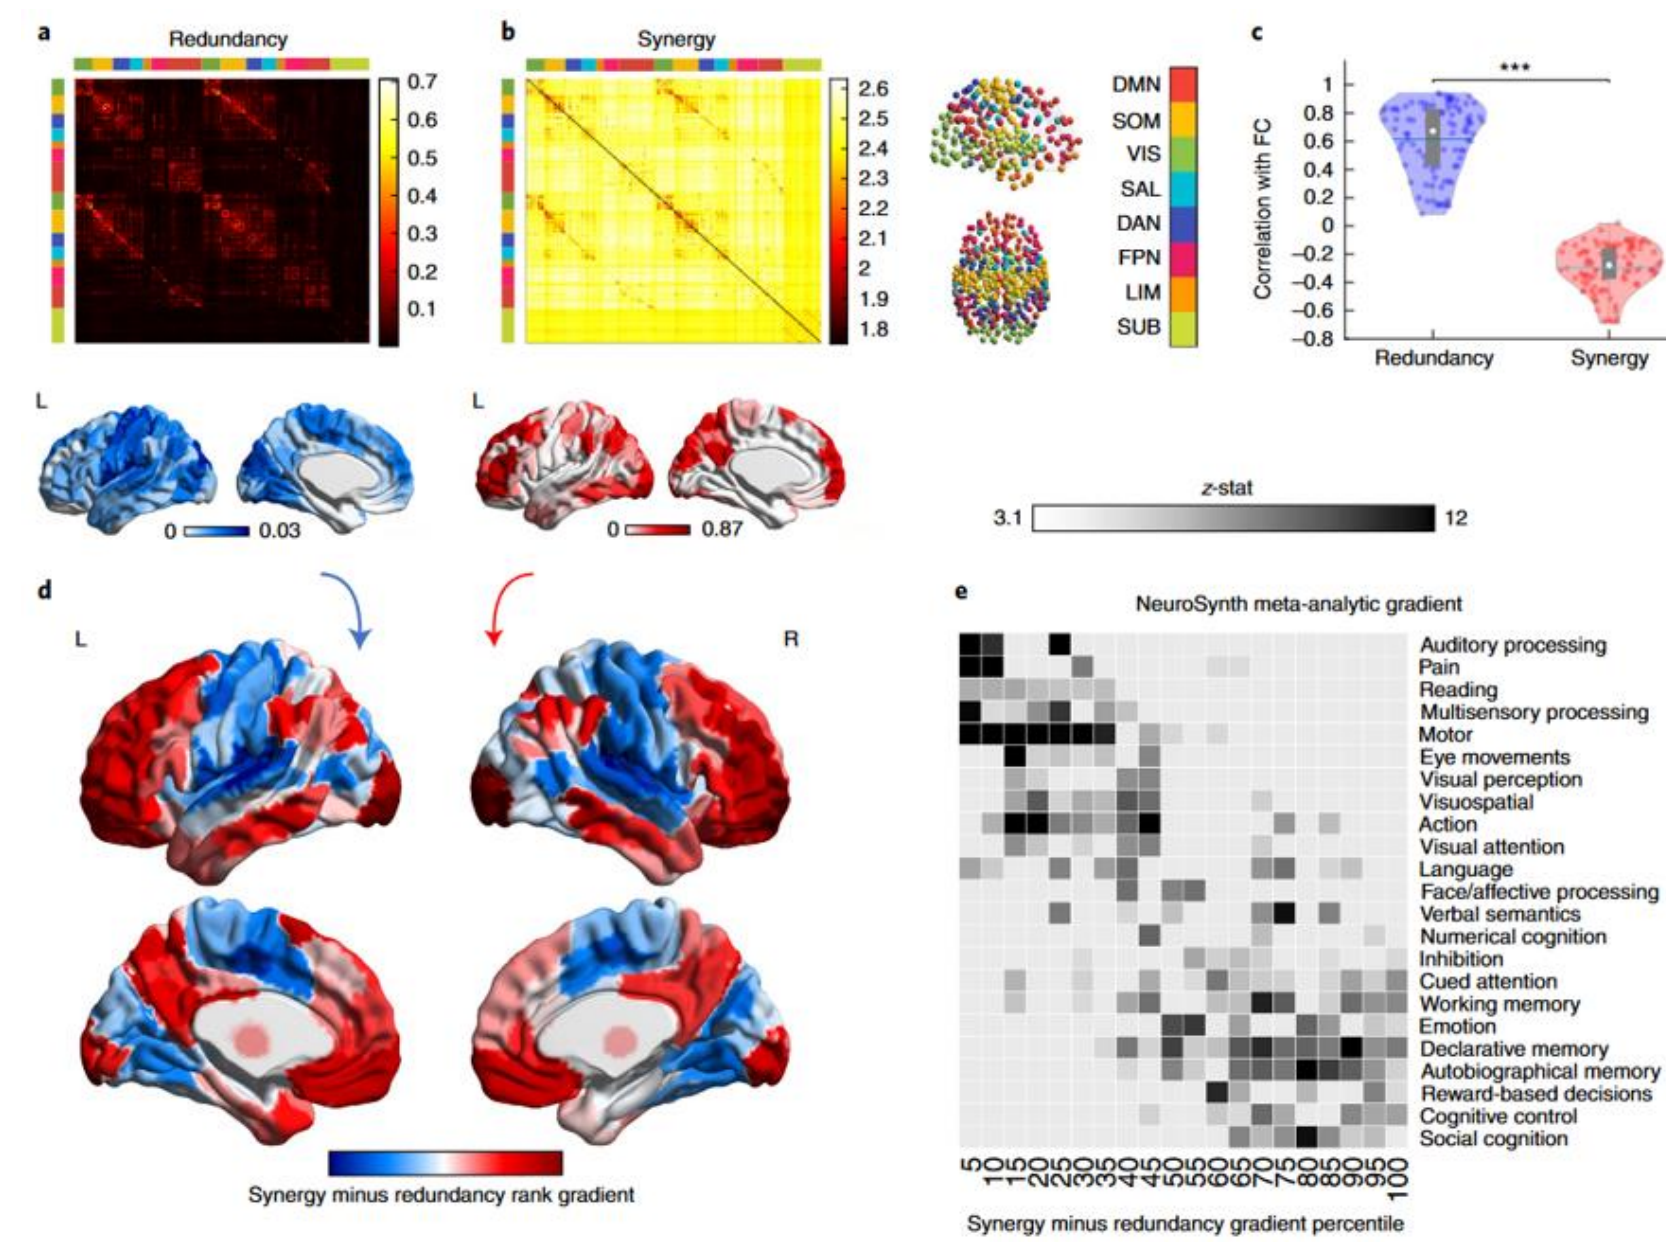 a
Redundancy
0.7
0.6
0.5
0.4
0.3
0.2
0.1
b
Synergy
2.6
2.5
2.4
2.3
2.2
2.1
2
1.9
1.8
DMN
SOM
VIS
SAL
DAN
FPN
LIM
SUB
c
***
Correlation with FC
1
0.8
0.6
0.4
0.2
0
–0.2
–0.4
–0.6
–0.8
Redundancy Synergy
L
0 0.03
L
0 0.87
z-stat
3.1 12
d
L R
Synergy minus redundancy rank gradient
e
NeuroSynth meta-analytic gradient
Auditory processing
Pain
Reading
Multisensory processing
Motor
Eye movements
Visual perception
Visuospatial
Action
Visual attention
Language
Face/affective processing
Verbal semantics
Numerical cognition
Inhibition
Cued attention
Working memory
Emotion
Declarative memory
Autobiographical memory
Reward-based decisions
Cognitive control
Social cognition
5 10 15 20 25 30 35 40 45 50 55 60 65 70 75 80 85 90 95 100
Synergy minus redundancy gradient percentile